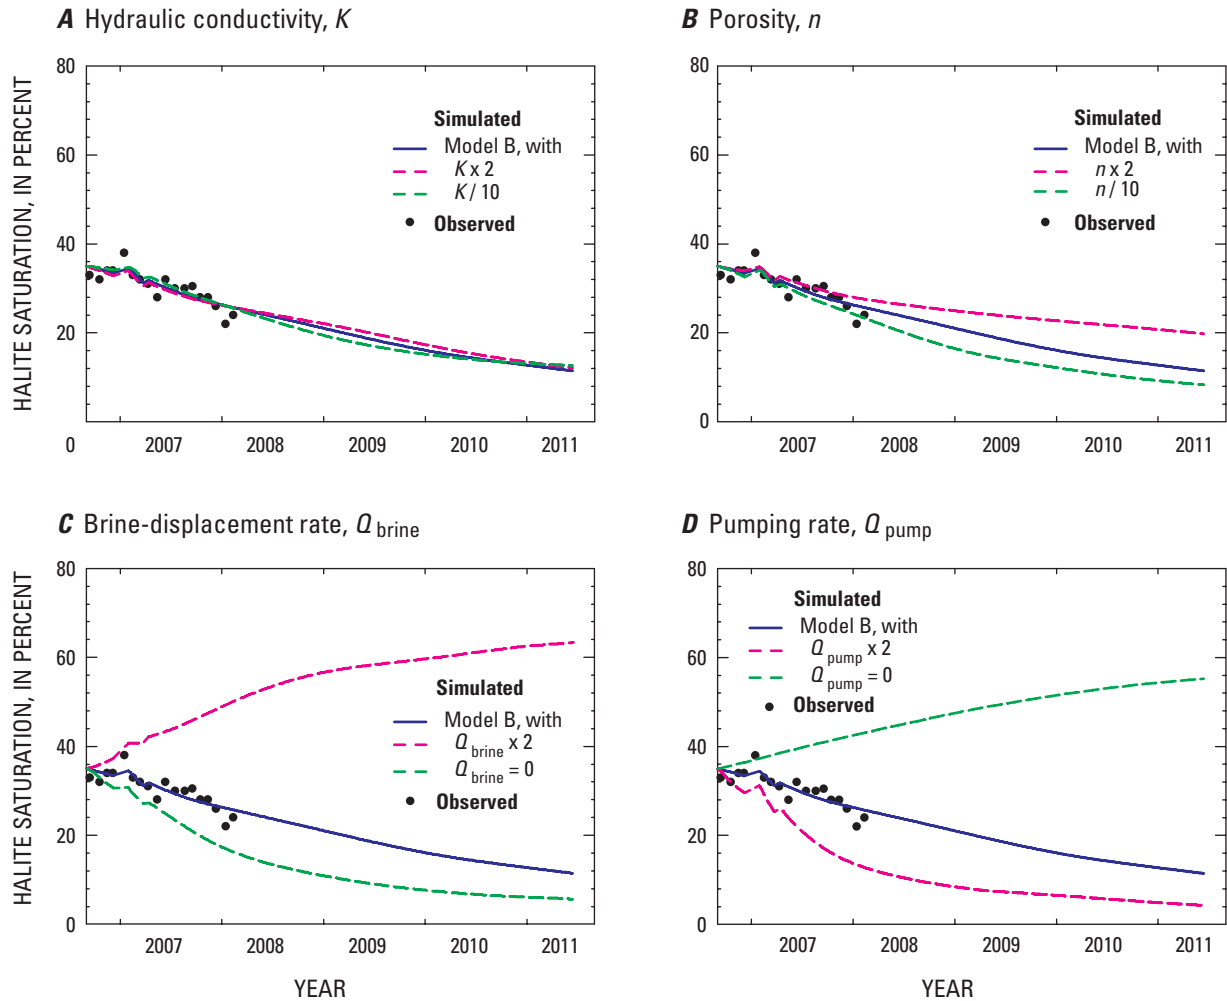 A Hydraulic conductivity, K
HALITE SATURATION, IN PERCENT
80
60
40
20
0
Simulated
Model B, with
K x 2
K / 10
Observed
2007 2008 2009 2010 2011
B Porosity, n
80
60
40
20
0
Simulated
Model B, with
n x 2
n / 10
Observed
2007 2008 2009 2010 2011
C Brine-displacement rate, Q brine
HALITE SATURATION, IN PERCENT
80
60
40
20
0
Simulated
Model B, with
Q brine x 2
Q brine = 0
Observed
2007 2008 2009 2010 2011
YEAR
D Pumping rate, Q pump
80
60
40
20
0
Simulated
Model B, with
Q pump x 2
Q pump = 0
Observed
2007 2008 2009 2010 2011
YEAR